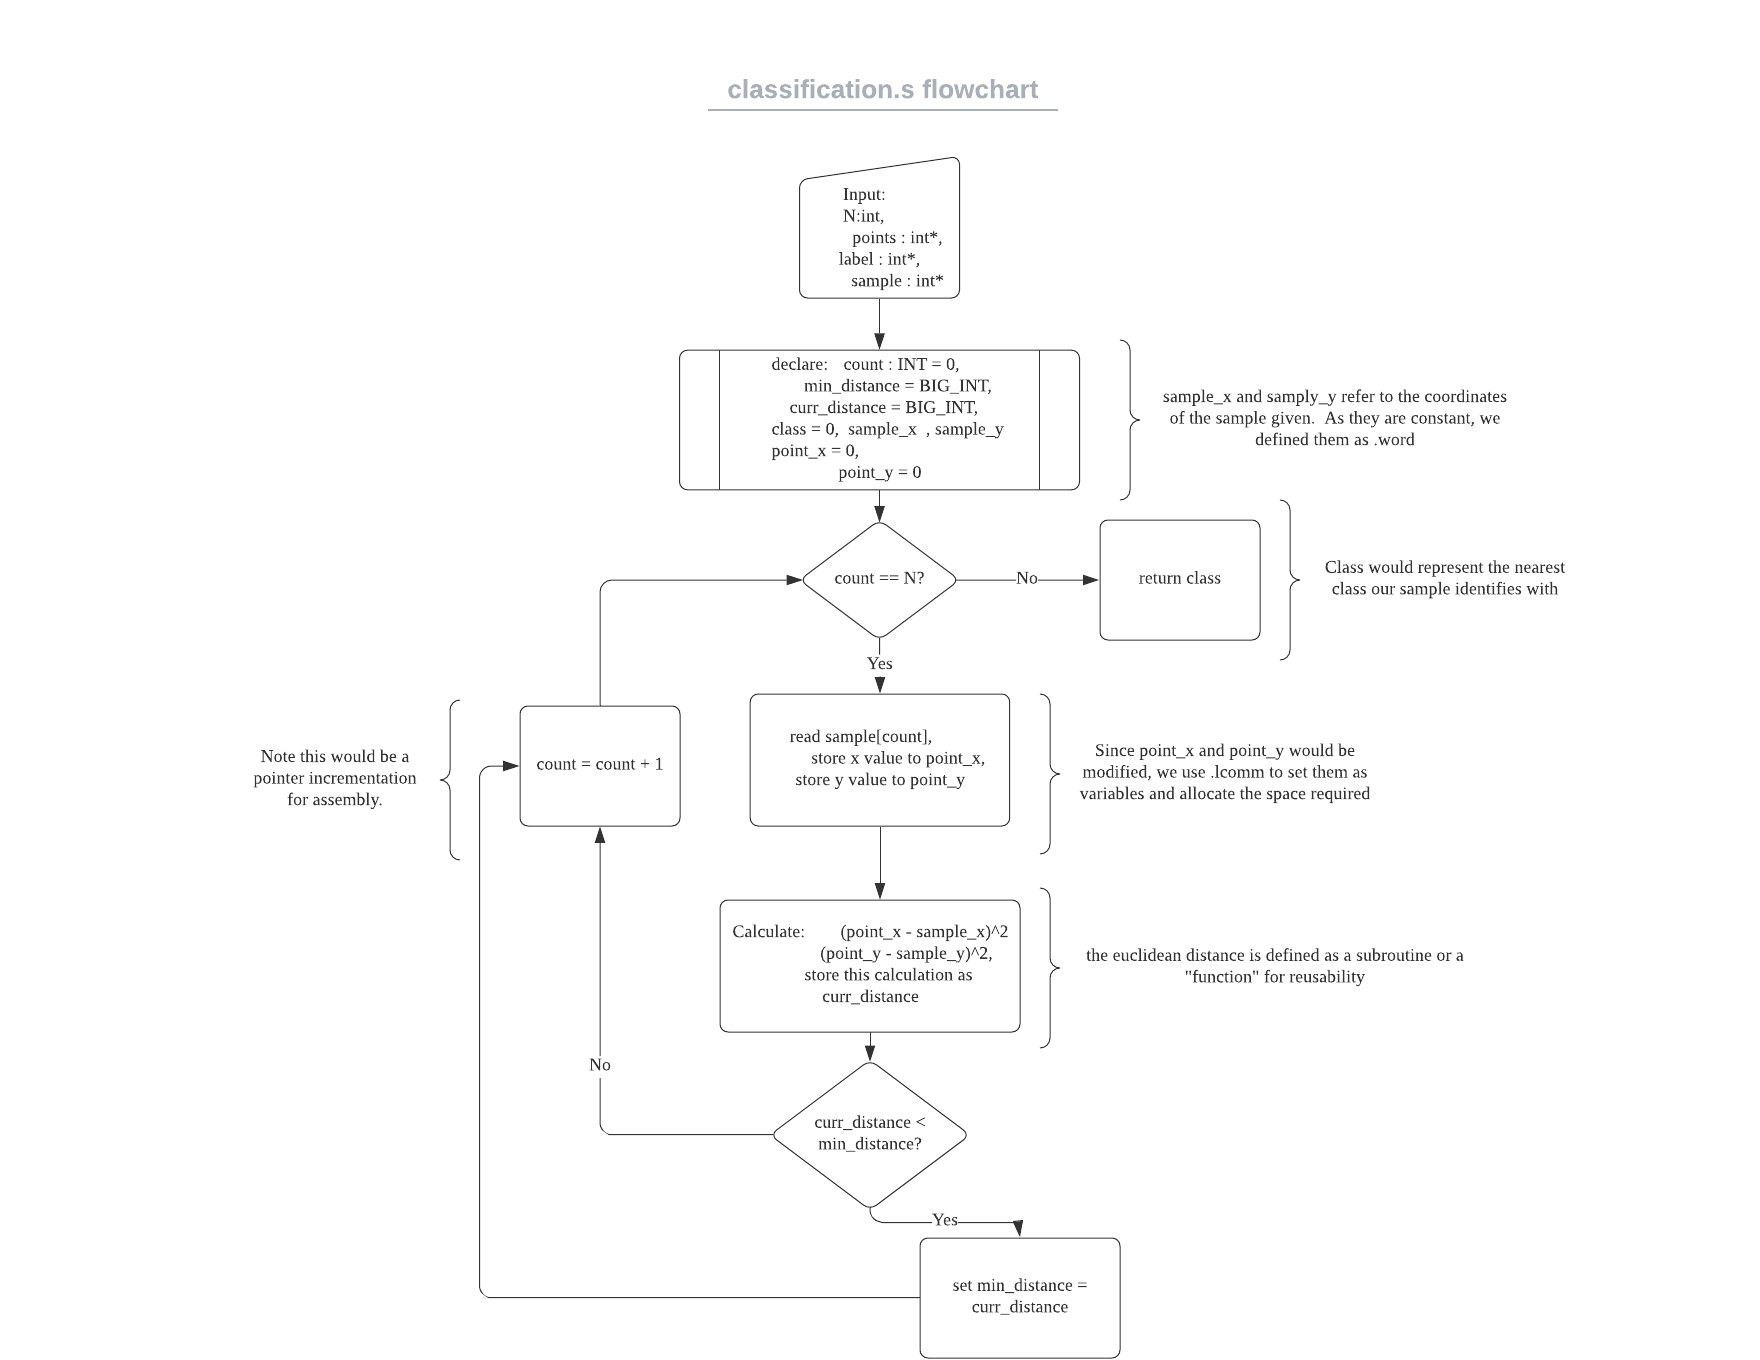 classification.s flowchart
Input:
N:int,
points : int*,
label : int*,
sample : int*
declare: count : INT = 0,
min_distance = BIG_INT,
curr_distance = BIG_INT,
class = 0, sample_x , sample_y
point_x = 0,
point_y = 0
sample_x and samply_y refer to the coordinates
of the sample given. As they are constant, we
defined them as .word
count == N?
No
return class
Class would represent the nearest
class our sample identifies with
Yes
Note this would be a
pointer incrementation
for assembly.
count = count + 1
read sample[count],
store x value to point_x,
store y value to point_y
Since point_x and point_y would be
modified, we use .lcomm to set them as
variables and allocate the space required
Calculate: (point_x - sample_x)^2
(point_y - sample_y)^2,
store this calculation as
curr_distance
the euclidean distance is defined as a subroutine or a
"function" for reusability
No
curr_distance <
min_distance?
Yes
set min_distance =
curr_distance